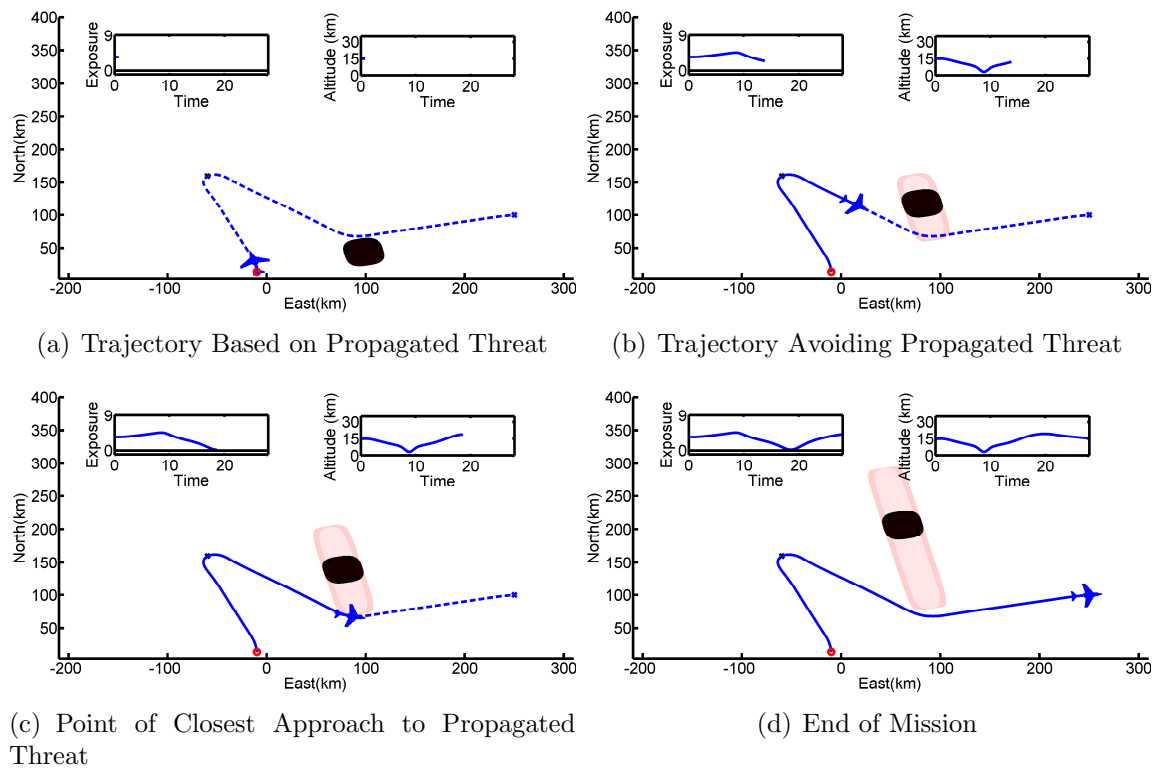 400
350
300
250
200
150
100
50
North(km)
-200 -100 0 100 200 300
East(km)
Exposure
9
0
0 10 20
Time
Altitude (km)
30
15
0
0 10 20
Time
(a) Trajectory Based on Propagated Threat
400
350
300
250
200
150
100
50
North(km)
-200 -100 0 100 200 300
East(km)
Exposure
9
0
0 10 20
Time
Altitude (km)
30
15
0
0 10 20
Time
(b) Trajectory Avoiding Propagated Threat
400
350
300
250
200
150
100
50
North(km)
-200 -100 0 100 200 300
East(km)
Exposure
9
0
0 10 20
Time
Altitude (km)
30
15
0
0 10 20
Time
(c) Point of Closest Approach to Propagated
Threat
400
350
300
250
200
150
100
50
North(km)
-200 -100 0 100 200 300
East(km)
Exposure
9
0
0 10 20
Time
Altitude (km)
30
15
0
0 10 20
Time
(d) End of Mission